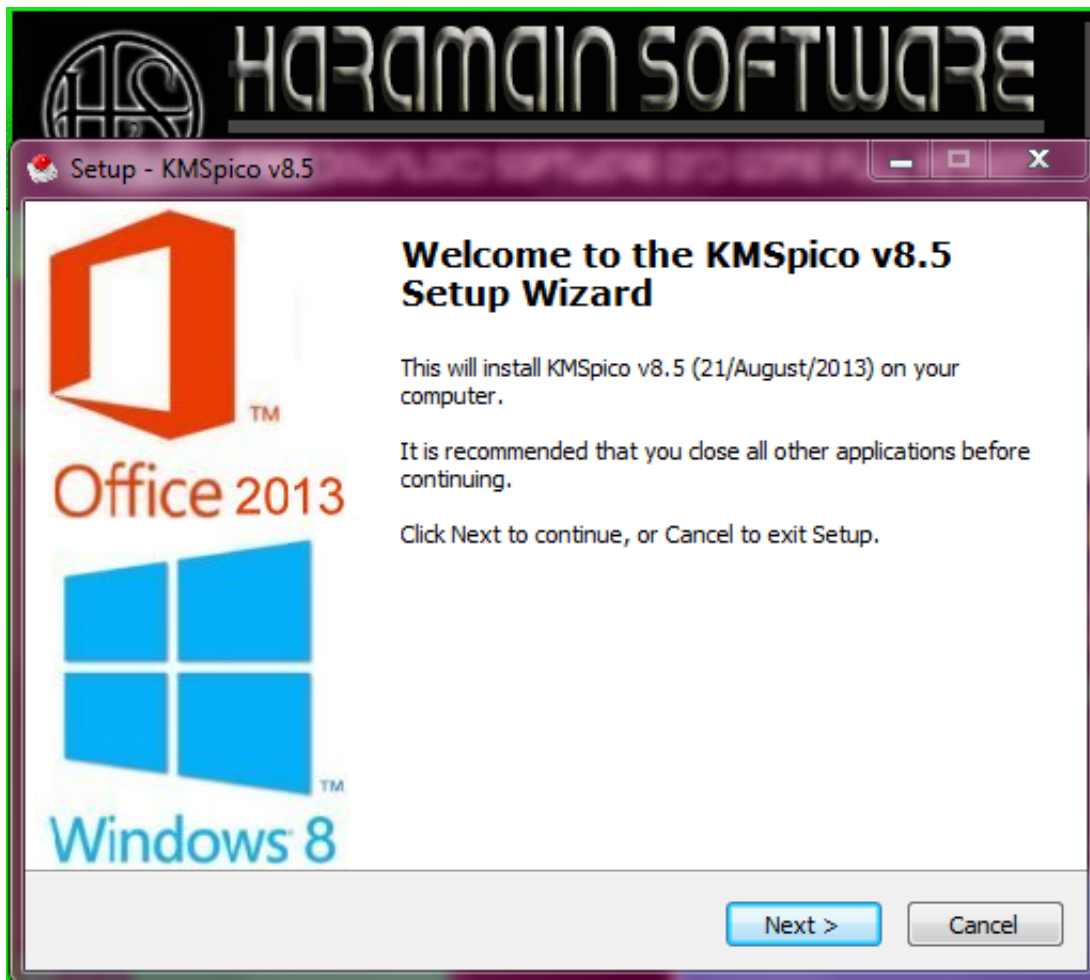 HARAMAIN SOFTWARE
HS
Setup - KMSpico v8.5
Welcome to the KMSpico v8.5
Setup Wizard
This will install KMSpico v8.5 (21/August/2013) on your
computer.
It is recommended that you close all other applications before
continuing.
Click Next to continue, or Cancel to exit Setup.
TM
Office 2013
TM
Windows 8
Next >
Cancel